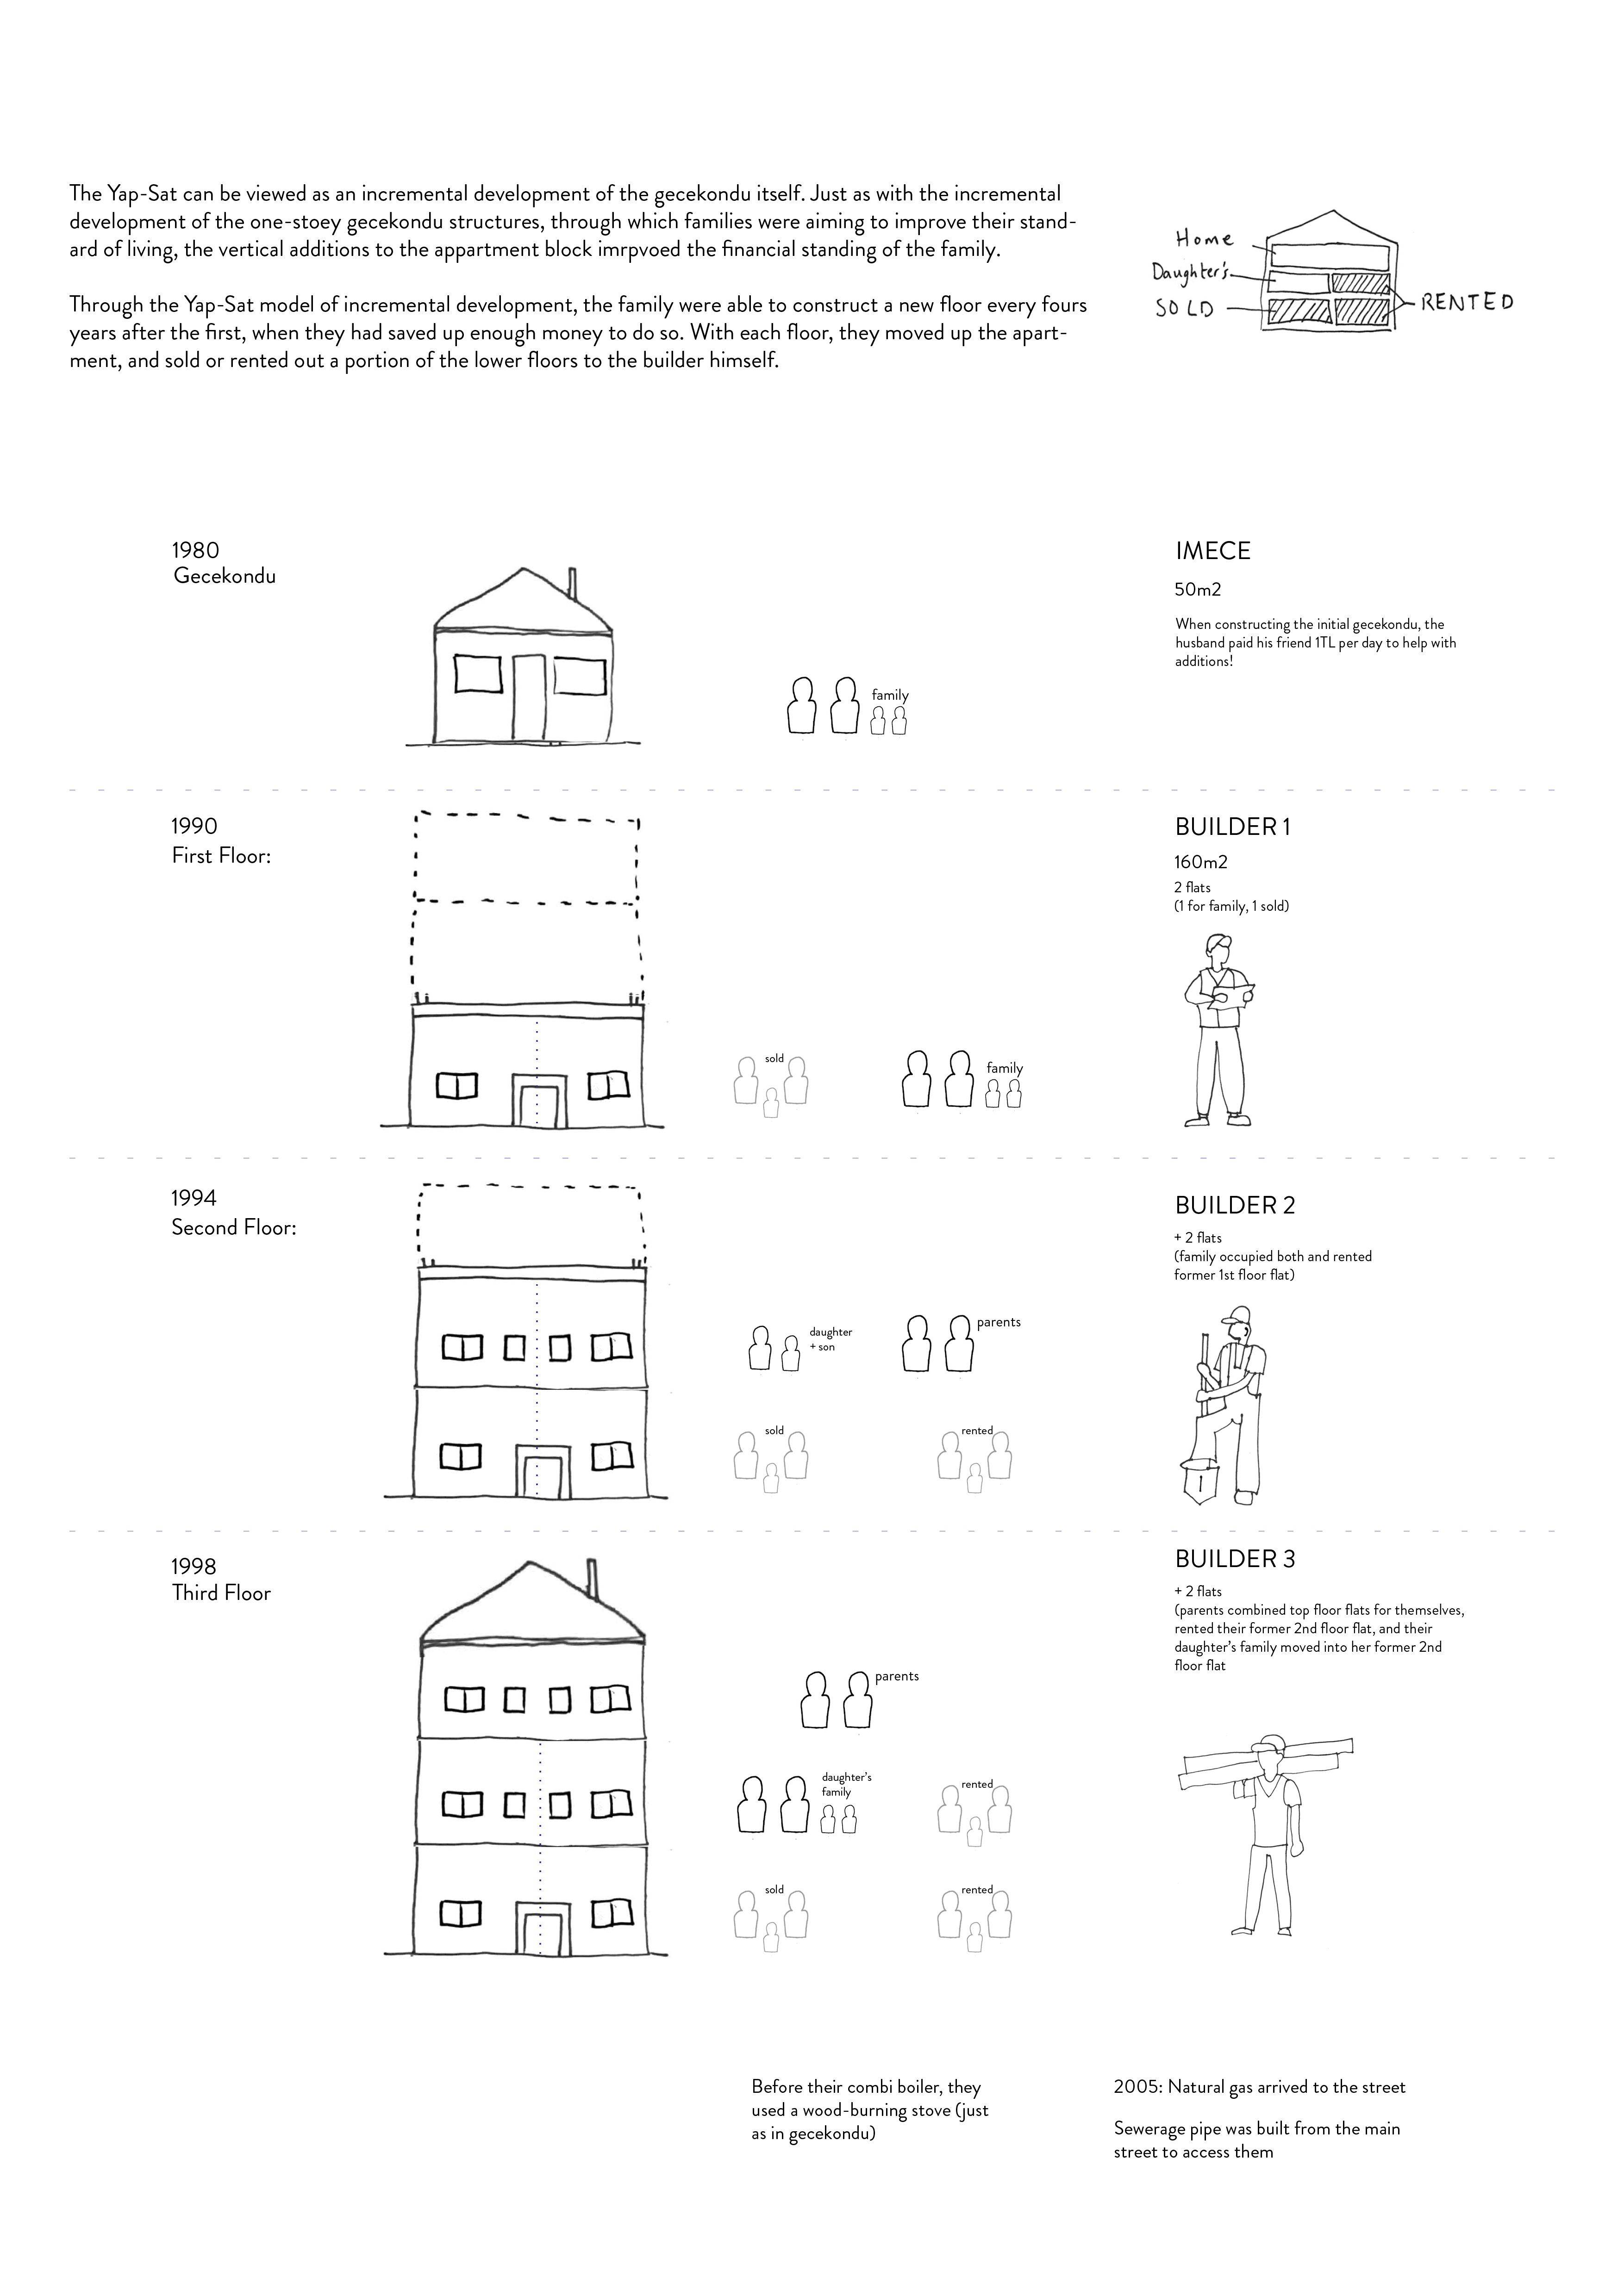 The Yap-Sat can be viewed as an incremental development of the gecekondu itself. Just as with the incremental
development of the one-stoey gecekondu structures, through which families were aiming to improve their stand-
ard of living, the vertical additions to the appartment block imrpvoed the financial standing of the family.
Through the Yap-Sat model of incremental development, the family were able to construct a new floor every fours
years after the first, when they had saved up enough money to do so. With each floor, they moved up the apart-
ment, and sold or rented out a portion of the lower floors to the builder himself.
Home
Daughter's
SOLD
RENTED
1980
Gecekondu
family
IMECE
50m2
When constructing the initial gecekondu, the
husband paid his friend 1TL per day to help with
additions!
1990
First Floor:
sold
family
BUILDER 1
160m2
2 flats
(1 for family, 1 sold)
1994
Second Floor:
daughter
+ son
parents
sold
rented
BUILDER 2
+ 2 flats
(family occupied both and rented
former 1st floor flat)
1998
Third Floor
parents
daughter's
family
rented
sold
rented
BUILDER 3
+ 2 flats
(parents combined top floor flats for themselves,
rented their former 2nd floor flat, and their
daughter's family moved into her former 2nd
floor flat
Before their combi boiler, they
used a wood-burning stove (just
as in gecekondu)
2005: Natural gas arrived to the street
Sewerage pipe was built from the main
street to access them